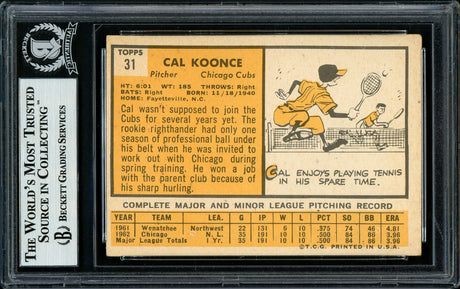 BECKETT
AUTHENTICATION
THE WORLD'S MOST TRUSTED
SOURCE IN COLLECTING™
BECKETT GRADING SERVICES
TOPPS
31
CAL KOONCE
Pitcher Chicago Cubs
HT: 6:01 WT: 185 THROWS: Right
BATS: Right BORN: 11/18/1940
HOME: Fayetteville, N.C.
Cal wasn't supposed to join the
Cubs for several years yet. The
rookie righthander had only one
season of professional ball under
his belt when he was invited to
work out with Chicago during
spring training. He won a job
with the parent club because of his
sharp hurling.
CAL ENJOYS PLAYING TENNIS
IN HIS SPARE TIME.
COMPLETE MAJOR AND MINOR LEAGUE PITCHING RECORD
YEAR TEAM LEA. G IP W L PCT SO BB ERA
1961 Wenatchee Northwest 22 135 6 10 .375 74 46 4.81
1962 Chicago N.L. 35 191 10 10 .500 84 86 3.96
Major League Totals 1 Yr. 35 191 10 10 .500 84 86 3.96
©T.C.G. PRINTED IN U.S.A.